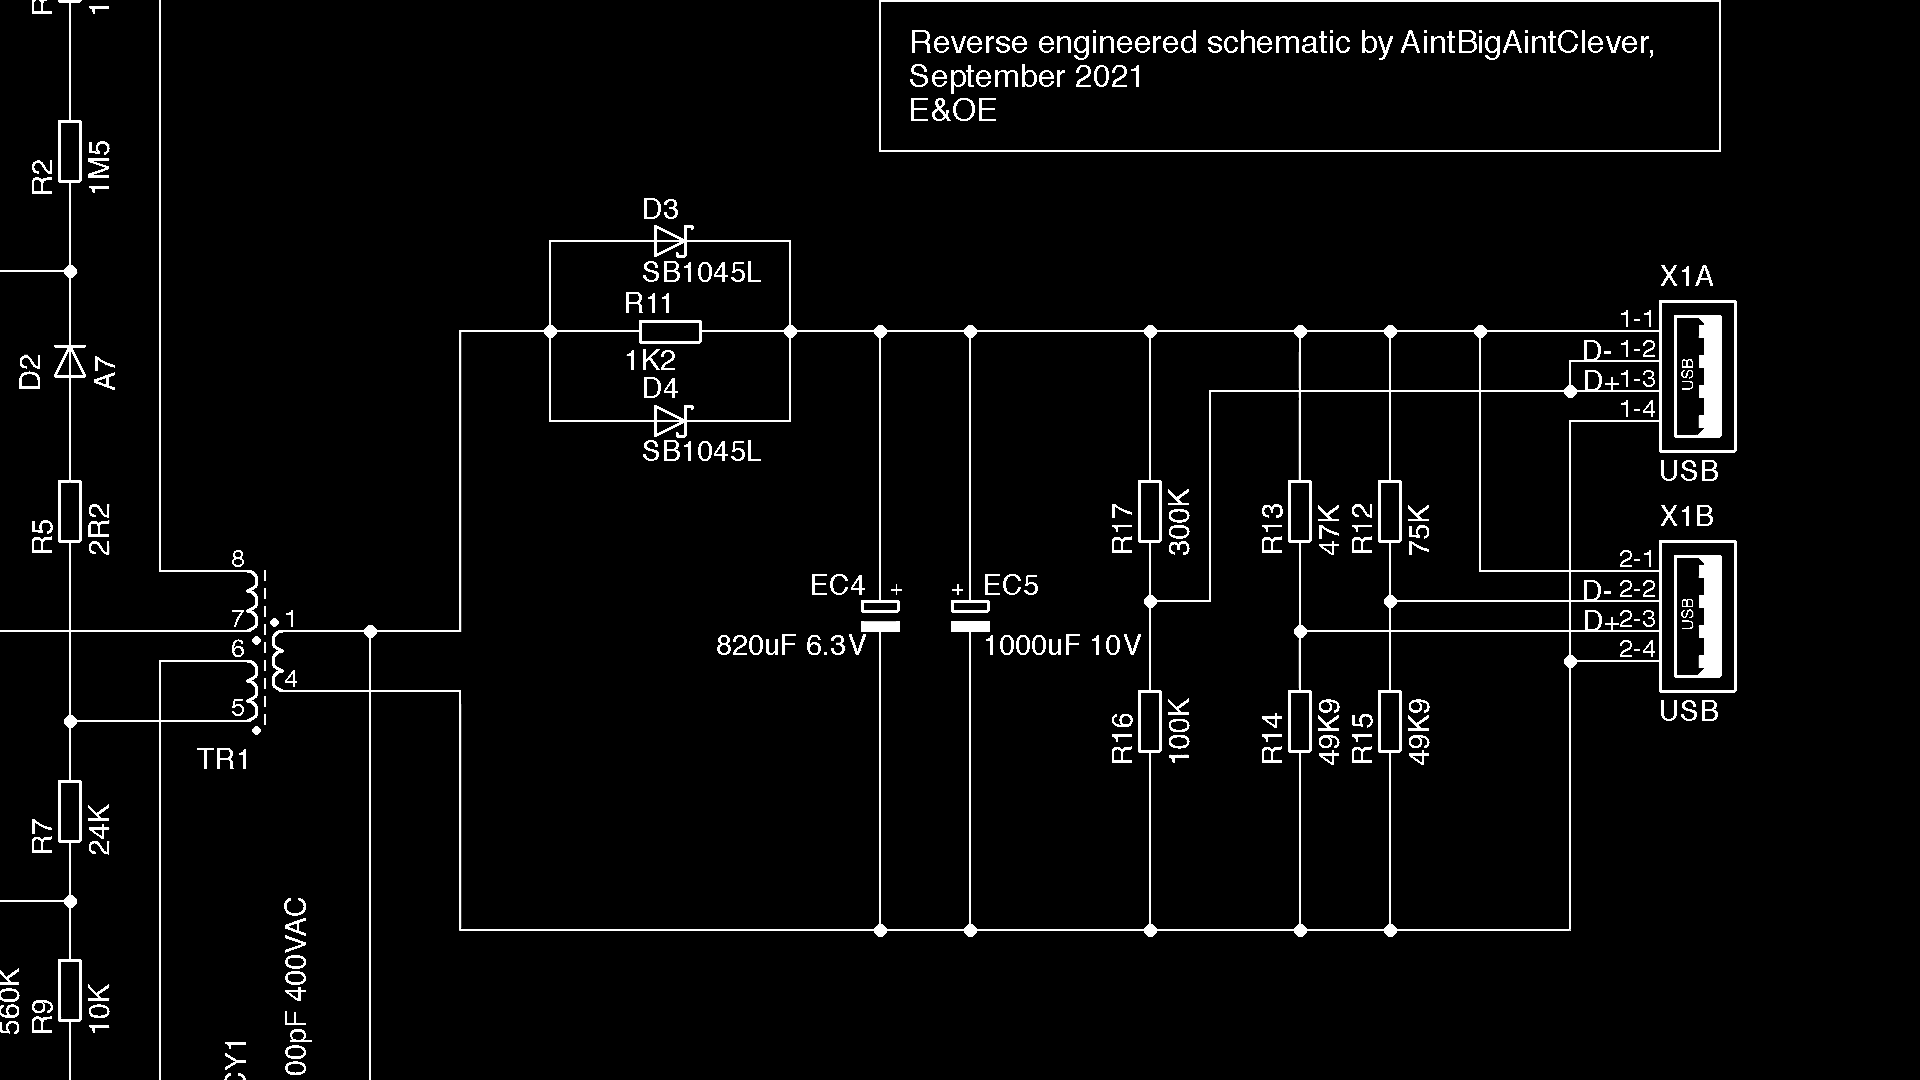 Reverse engineered schematic by AintBigAintClever,
September 2021
E&OE
R2
1M5
D3
SB1045L
R11
1K2
D4
SB1045L
D2
A7
R5
2R2
8
7
6
5
1
4
TR1
EC4
+
820uF 6.3V
+
EC5
1000uF 10V
R17
300K
R13
47K
R12
75K
R16
100K
R14
49K9
R15
49K9
X1A
1-1
D- 1-2
D+1-3
1-4
USB
USB
X1B
2-1
D- 2-2
D+2-3
2-4
USB
USB
R7
24K
560K
R9
10K
CY1
00pF 400VAC